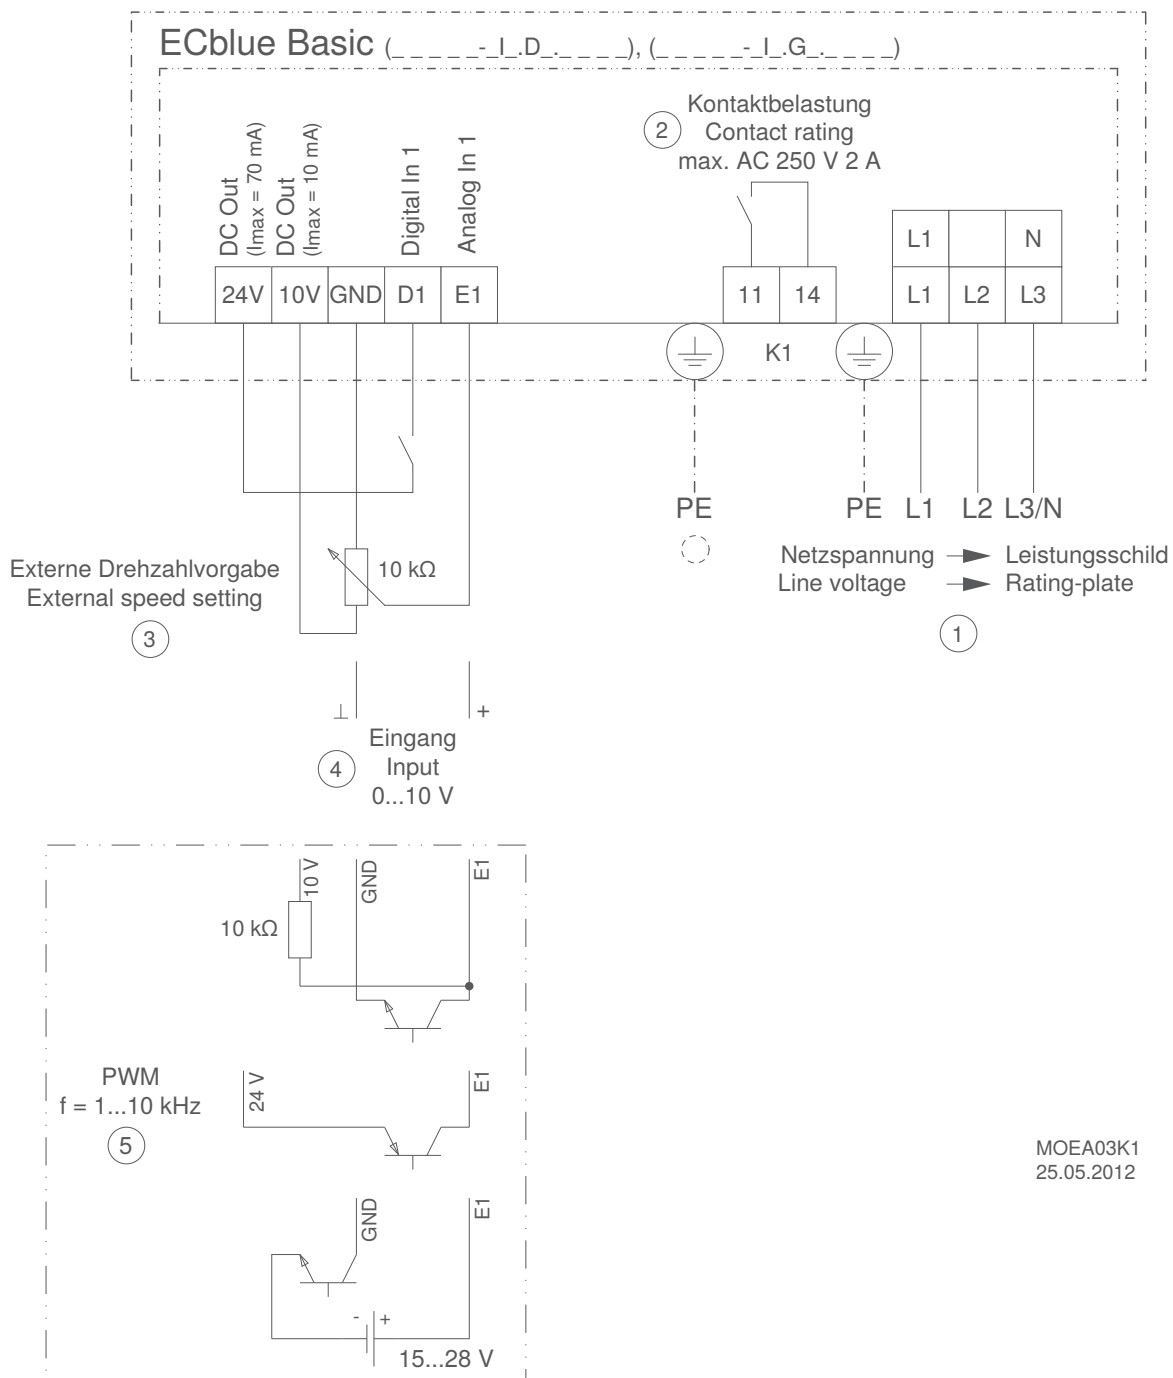 ECblue Basic (_ _ _ _ _-_I_.D_._ _ _ _), (_ _ _ _ _-_I_.G_._ _ _ _)
DC Out
(Imax = 70 mA)
DC Out
(Imax = 10 mA)
Digital In 1
Analog In 1
2
Kontaktbelastung
Contact rating
max. AC 250 V 2 A
L1 N
24V 10V GND D1 E1 11 14 L1 L2 L3
K1
PE PE L1 L2 L3/N
Netzspannung Leistungsschild
Line voltage Rating-plate
1
Externe Drehzahlvorgabe
External speed setting
3
10 kΩ
⊥ +
4
Eingang
Input
0...10 V
10 V
GND
E1
10 kΩ
PWM
f = 1...10 kHz
5
24 V
E1
GND
E1
- +
15...28 V
MOEA03K1
25.05.2012